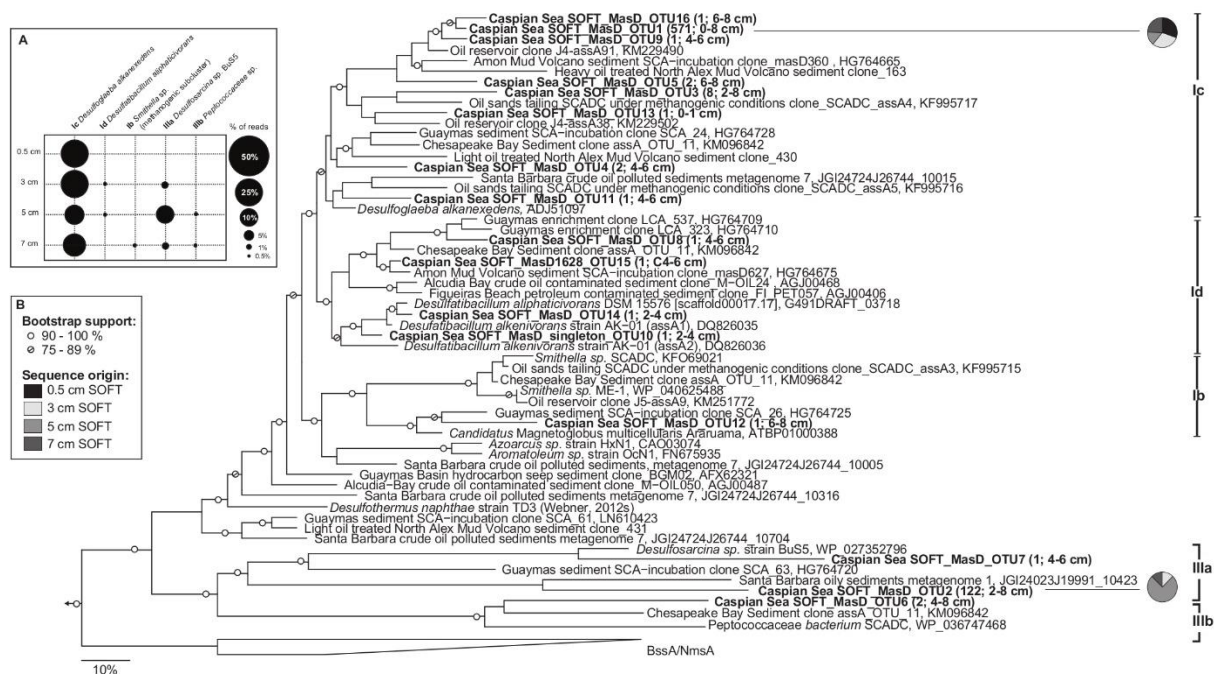 A
Ic Desulfoglaeba alkanexedens
Id Desulfatibacillum aliphaticivorans
Ib Smithella sp.
(methanogenic subcluster)
IIIa Desulfosarcina sp. BuS5
IIIb Peptococcaceae sp.
% of reads
0.5 cm
3 cm
5 cm
7 cm
50%
25%
10%
5%
1%
0.5%
B
Bootstrap support:
90 - 100 %
75 - 89 %
Sequence origin:
0.5 cm SOFT
3 cm SOFT
5 cm SOFT
7 cm SOFT
Caspian Sea SOFT_MasD_OTU16 (1; 6-8 cm)
Caspian Sea SOFT_MasD_OTU1 (571; 0-8 cm)
Caspian Sea SOFT_MasD_OTU9 (1; 4-6 cm)
Oil reservoir clone J4-assA91, KM229490
Amon Mud Volcano sediment SCA-incubation clone_masD360 , HG764665
Heavy oil treated North Alex Mud Volcano sediment clone_163
Caspian Sea SOFT_MasD_OTU5 (2; 6-8 cm)
Caspian Sea SOFT_MasD_OTU3 (8; 2-8 cm)
Oil sands tailing SCADC under methanogenic conditions clone_SCADC_assA4, KF995717
Caspian Sea SOFT_MasD_OTU13 (1; 0-1 cm)
Oil reservoir clone J4-assA38, KM229502
Guaymas sediment SCA-incubation clone SCA_24, HG764728
Chesapeake Bay Sediment clone assA_OTU_11, KM096842
Light oil treated North Alex Mud Volcano sediment clone_430
Caspian Sea SOFT_MasD_OTU4 (2; 4-6 cm)
Santa Barbara crude oil polluted sediments metagenome 7, JGI24724J26744_10015
Oil sands tailing SCADC under methanogenic conditions clone_SCADC_assA5, KF995716
Caspian Sea SOFT_MasD_OTU11 (1; 4-6 cm)
Desulfoglaeba alkanexedens, ADJ51097
Ic
Guaymas enrichment clone LCA_537, HG764709
Guaymas enrichment clone LCA_323, HG764710
Caspian Sea SOFT_MasD_OTU8 (1; 4-6 cm)
Chesapeake Bay Sediment clone assA_OTU_11, KM096842
Caspian Sea SOFT_MasD1628_OTU15 (1; C4-6 cm)
Amon Mud Volcano sediment SCA-incubation clone_masD627, HG764675
Alcudia Bay crude oil contaminated sediment clone_M-OIL24_AGJ00468
Figueiras Beach petroleum contaminated sediment clone_FI_PET057, AGJ00406
Desulfatibacillum aliphaticivorans DSM 15576 [scaffold00017.17], G491DRAFT_03718
Caspian Sea SOFT_MasD_OTU14 (1; 2-4 cm)
Desulfatibacillum alkenivorans strain AK-01 (assA1), DQ826035
Caspian Sea SOFT_MasD_singleton_OTU10 (1; 2-4 cm)
Desulfatibacillum alkenivorans strain AK-01 (assA2), DQ826036
Id
Smithella sp. SCADC, KFO69021
Oil sands tailing SCADC under methanogenic conditions clone_SCADC_assA3, KF995715
Chesapeake Bay Sediment clone assA_OTU_11, KM096842
Smithella sp. ME-1, WP_040625488
Oil reservoir clone J5-assA9, KM251772
Guaymas sediment SCA-incubation clone SCA_26, HG764725
Caspian Sea SOFT_MasD_OTU12 (1; 6-8 cm)
Candidatus Magnetoglobus multicellularis Araruama, ATBP01000388
Ib
Azoarcus sp. strain HxN1, CAO03074
Aromatoleum sp. strain OcN1, FN675935
Santa Barbara crude oil polluted sediments, metagenome 7, JGI24724J26744_10005
Guaymas Basin hydrocarbon seep sediment clone_BGM02, AFX62321
Alcudia-Bay crude oil contaminated sediment clone_M-OIL050, AGJ00487
Santa Barbara crude oil polluted sediments metagenome 7, JGI24724J26744_10316
Desulfothermus naphthae strain TD3 (Webner, 2012s)
Guaymas sediment SCA-incubation clone SCA_61, LN610423
Light oil treated North Alex Mud Volcano sediment clone_431
Santa Barbara crude oil polluted sediments metagenome 7, JGI24724J26744_10704
Desulfosarcina sp. strain BuS5, WP_027352796
Caspian Sea SOFT_MasD_OTU7 (1; 4-6 cm)
Guaymas sediment SCA-incubation clone SCA_63, HG764720
Santa Barbara oily sediments metagenome 1, JGI24023J19991_10423
Caspian Sea SOFT_MasD_OTU2 (122; 2-8 cm)
IIIa
Caspian Sea SOFT_MasD_OTU6 (2; 4-8 cm)
Chesapeake Bay Sediment clone assA_OTU_11, KM096842
Peptococcaceae bacterium SCADC, WP_036747468
IIIb
BssA/NmsA
10%